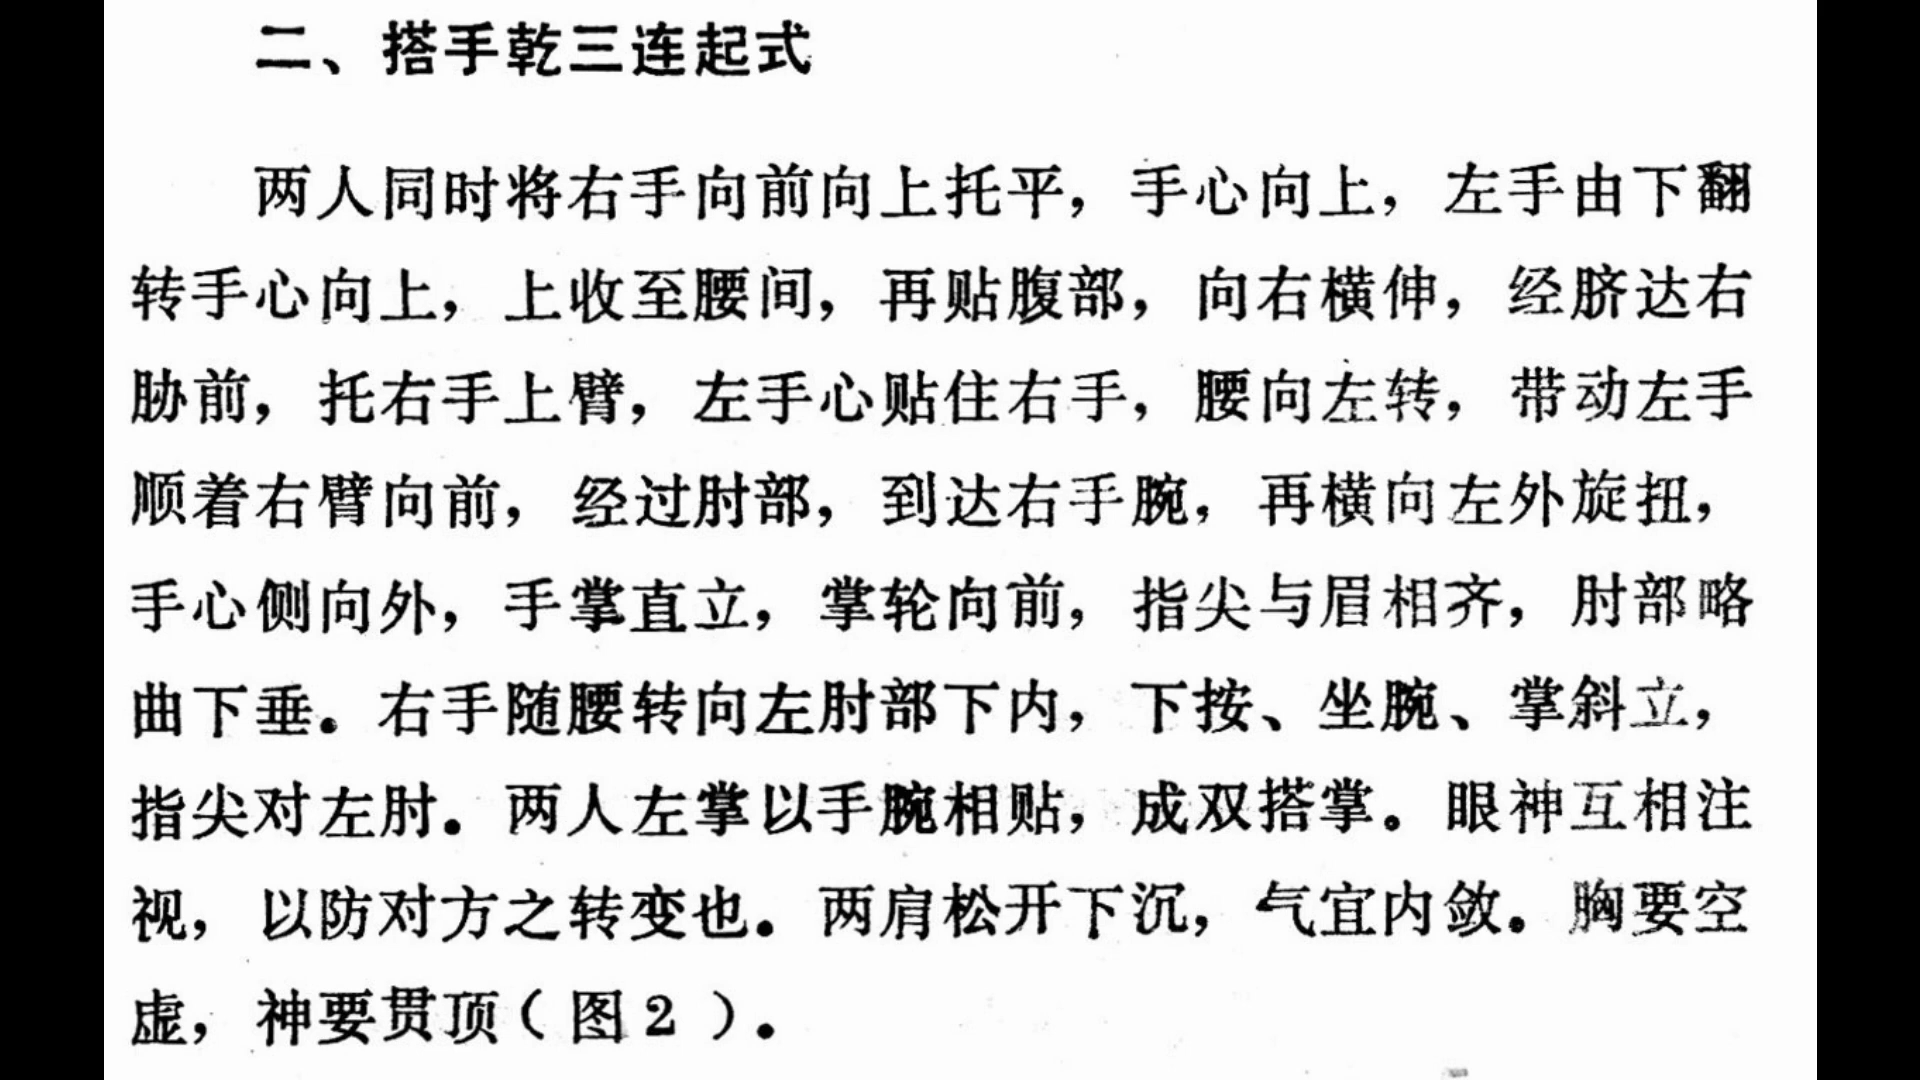 二、搭手乾三连起式
两人同时将右手向前向上托平，手心向上，左手由下翻
转手心向上，上收至腰间，再贴腹部，向右横伸，经脐达右
胁前，托右手上臂，左手心贴住右手，腰向左转，带动左手
顺着右臂向前，经过肘部，到达右手腕，再横向左外旋扭，
手心侧向外，手掌直立，掌轮向前，指尖与眉相齐，肘部略
曲下垂。右手随腰转向左肘部下内，下按、坐腕、掌斜立，
指尖对左肘。两人左掌以手腕相贴，成双搭掌。眼神互相注
视，以防对方之转变也。两肩松开下沉，气宜内敛。胸要空
虚，神要贯顶（图2）。